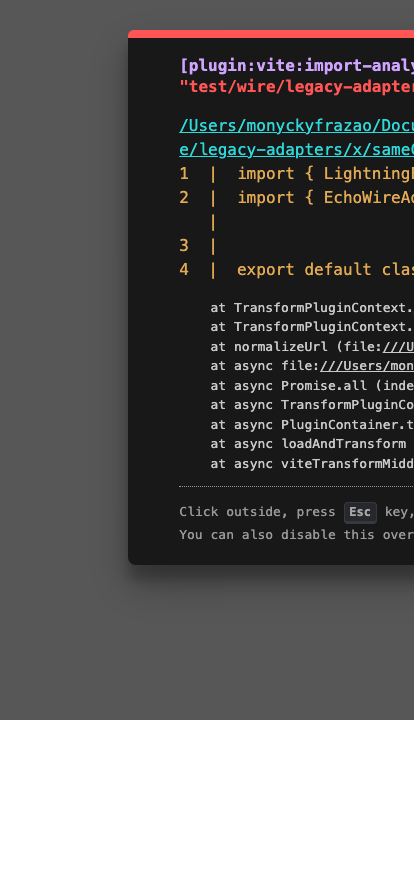 [plugin:vite:import-analy
"test/wire/legacy-adapter
/Users/monyckyfrazao/Docu
e/legacy-adapters/x/same
1 | import { Lightning
2 | import { EchoWireAd
|
3 |
4 | export default clas
at TransformPluginContext.
at TransformPluginContext.
at normalizeUrl (file:///U
at async file:///Users/mon
at async Promise.all (inde
at async TransformPluginCo
at async PluginContainer.t
at async loadAndTransform
at async viteTransformMidd
Click outside, press Esc key,
You can also disable this over